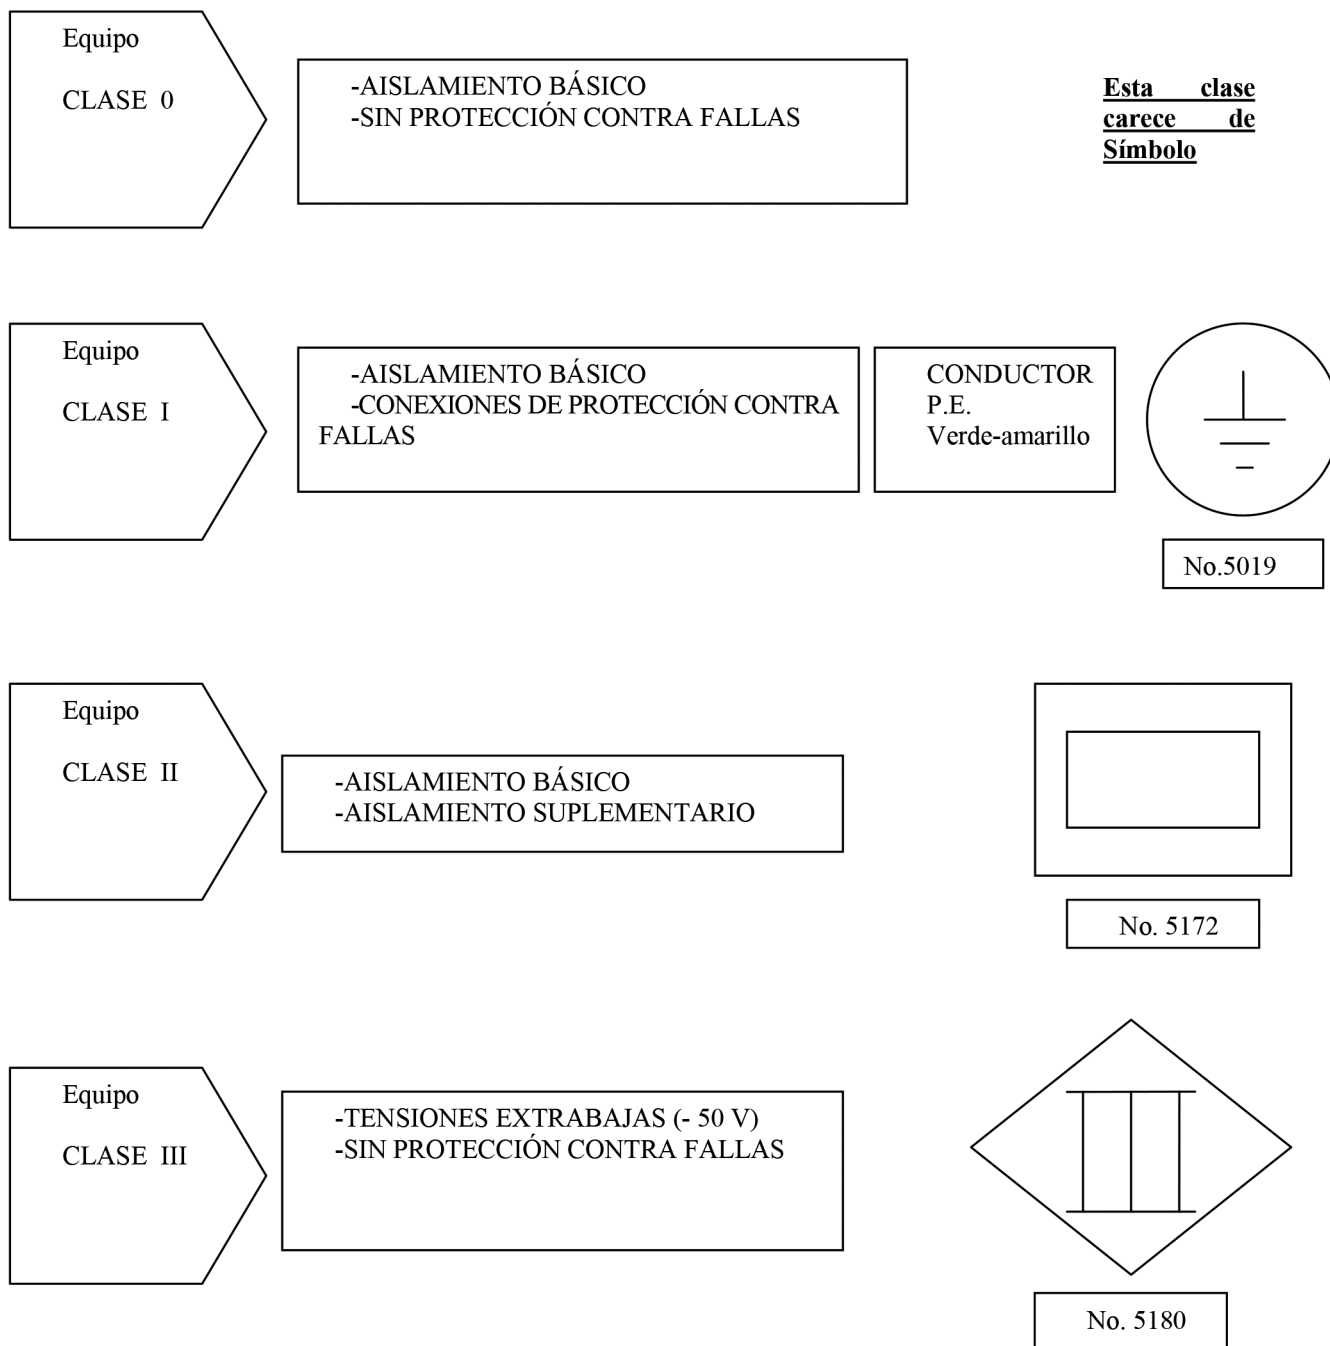 Equipo
CLASE 0
-AISLAMIENTO BÁSICO
-SIN PROTECCIÓN CONTRA FALLAS
Esta clase
carece de
Símbolo
Equipo
CLASE I
-AISLAMIENTO BÁSICO
-CONEXIONES DE PROTECCIÓN CONTRA
FALLAS
CONDUCTOR
P.E.
Verde-amarillo
No.5019
Equipo
CLASE II
-AISLAMIENTO BÁSICO
-AISLAMIENTO SUPLEMENTARIO
No. 5172
Equipo
CLASE III
-TENSIONES EXTRABAJAS (- 50 V)
-SIN PROTECCIÓN CONTRA FALLAS
No. 5180